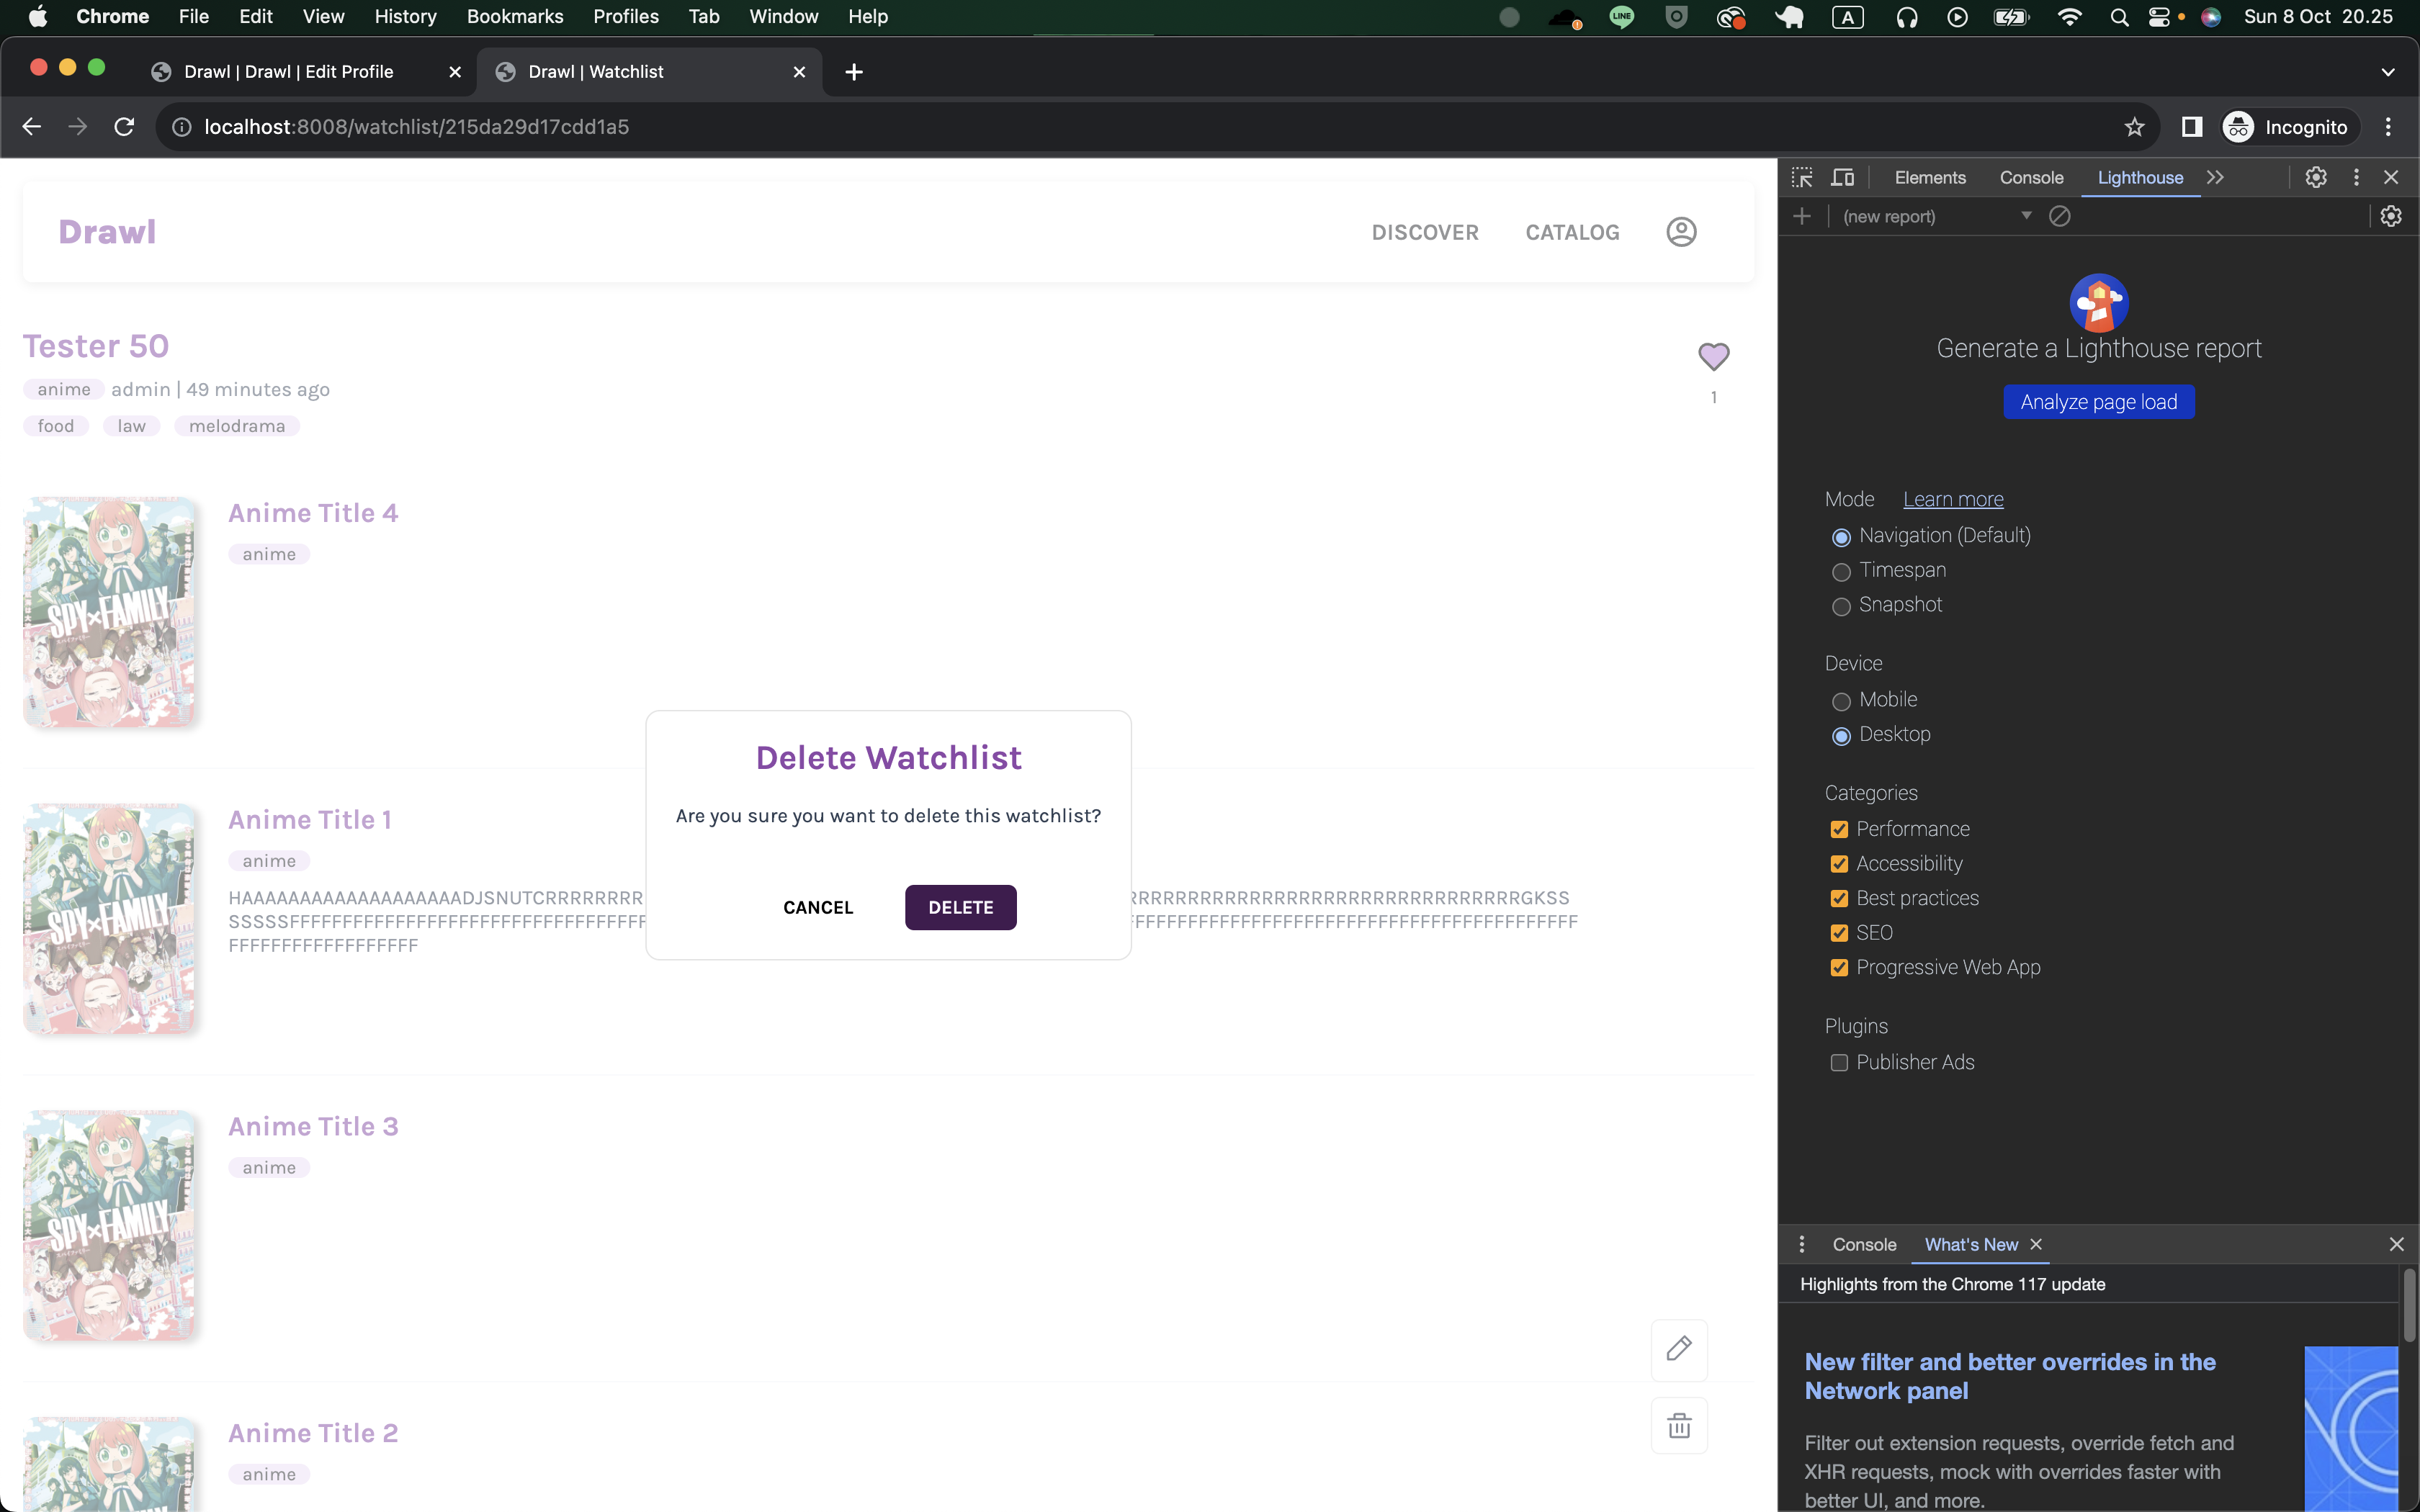 Chrome File Edit View History Bookmarks Profiles Tab Window Help LINE A Sun 8 Oct 20.25
Drawl | Drawl | Edit Profile
Drawl | Watchlist
localhost:8008/watchlist/215da29d17cdd1a5
Incognito
Drawl
DISCOVER CATALOG
Tester 50
anime admin | 49 minutes ago
food law melodrama
1
Anime Title 4
anime
SPY×FAMILY
Anime Title 1
anime
SPY×FAMILY
Delete Watchlist
Are you sure you want to delete this watchlist?
CANCEL DELETE
Anime Title 3
anime
SPY×FAMILY
Anime Title 2
anime
Elements Console Lighthouse
(new report)
Generate a Lighthouse report
Analyze page load
Mode Learn more
Navigation (Default)
Timespan
Snapshot
Device
Mobile
Desktop
Categories
Performance
Accessibility
Best practices
SEO
Progressive Web App
Plugins
Publisher Ads
Console What's New
Highlights from the Chrome 117 update
New filter and better overrides in the
Network panel
Filter out extension requests, override fetch and
XHR requests, mock with overrides faster with
better UI, and more.